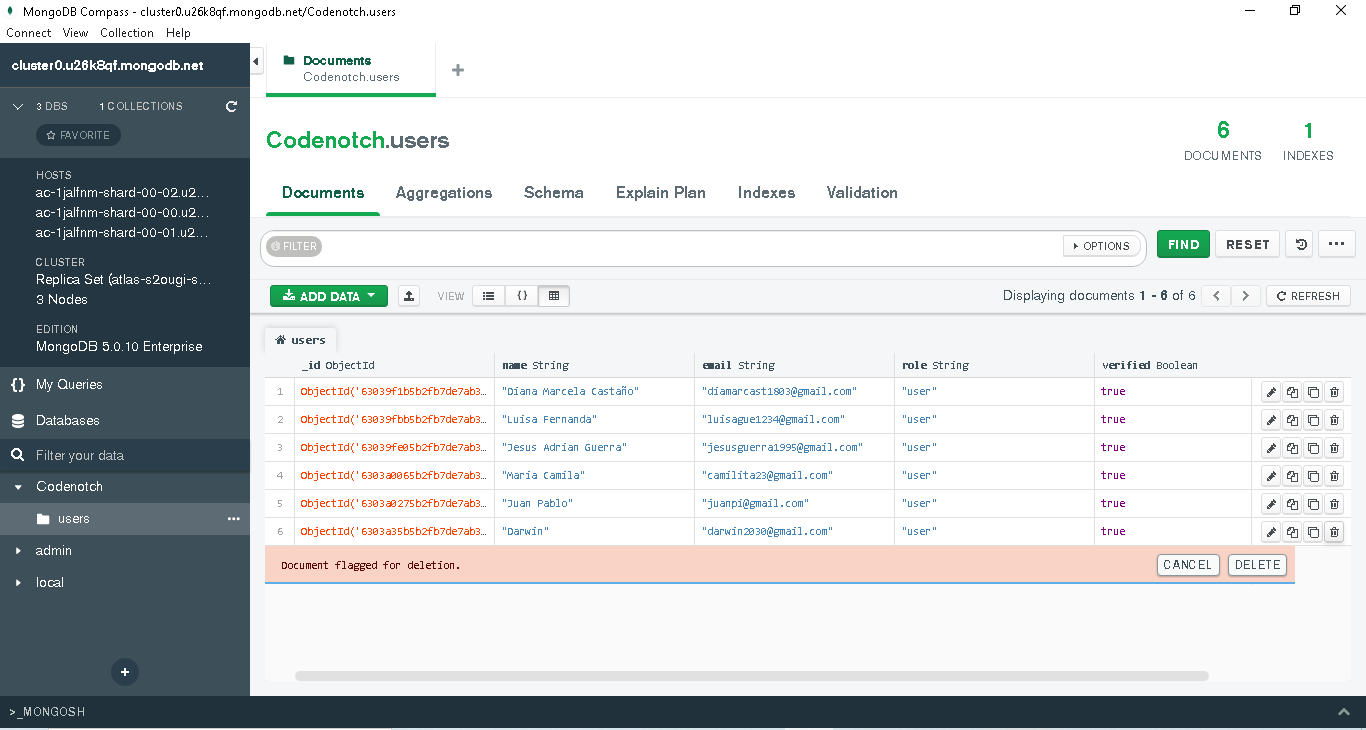 MongoDB Compass - cluster0.u26k8qf.mongodb.net/Codenotch.users
Connect View Collection Help
cluster0.u26k8qf.mongodb.net
3 DBS 1 COLLECTIONS
FAVORITE
HOSTS
ac-1jalfnm-shard-00-02.u2...
ac-1jalfnm-shard-00-00.u2...
ac-1jalfnm-shard-00-01.u2...
CLUSTER
Replica Set (atlas-s2ougi-s...
3 Nodes
EDITION
MongoDB 5.0.10 Enterprise
{} My Queries
Databases
Filter your data
Codenotch
users ...
admin
local
+
Documents
Codenotch.users
+
Codenotch.users
6
DOCUMENTS
1
INDEXES
Documents Aggregations Schema Explain Plan Indexes Validation
FILTER OPTIONS FIND RESET ...
ADD DATA VIEW {} Displaying documents 1 - 6 of 6 < > REFRESH
users
_id ObjectId name String email String role String verified Boolean
1 ObjectId('63039f1b5b2fb7de7ab3... "Diana Marcela Castaño" "diamarcast1803@gmail.com" "user" true
2 ObjectId('63039fbb5b2fb7de7ab3... "Luisa Fernanda" "luisague1234@gmail.com" "user" true
3 ObjectId('63039fe05b2fb7de7ab3... "Jesus Adrian Guerra" "jesusguerra1995@gmail.com" "user" true
4 ObjectId('6303a0065b2fb7de7ab3... "Maria Camila" "camilita23@gmail.com" "user" true
5 ObjectId('6303a0275b2fb7de7ab3... "Juan Pablo" "juanpi@gmail.com" "user" true
6 ObjectId('6303a35b5b2fb7de7ab3... "Darwin" "darwin2030@gmail.com" "user" true
Document flagged for deletion. CANCEL DELETE
>_MONGOSH